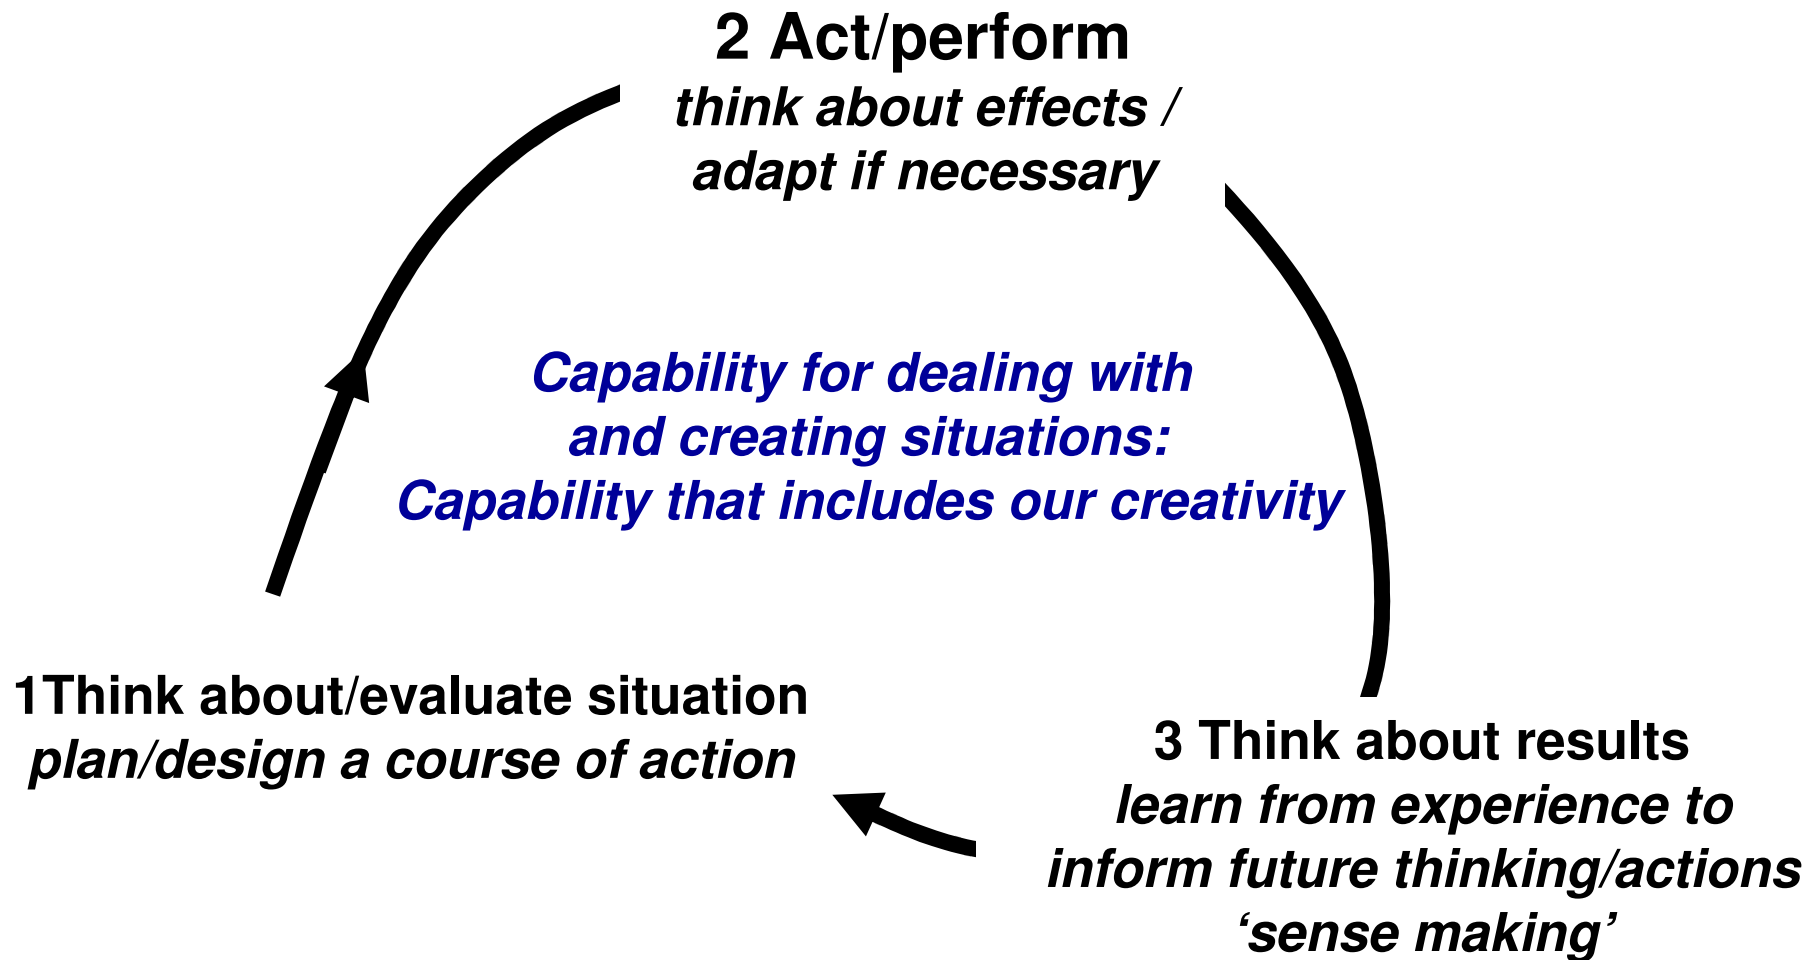 2 Act/perform
think about effects /
adapt if necessary
Capability for dealing with
and creating situations:
Capability that includes our creativity
1Think about/evaluate situation
plan/design a course of action
3 Think about results
learn from experience to
inform future thinking/actions
‘sense making’